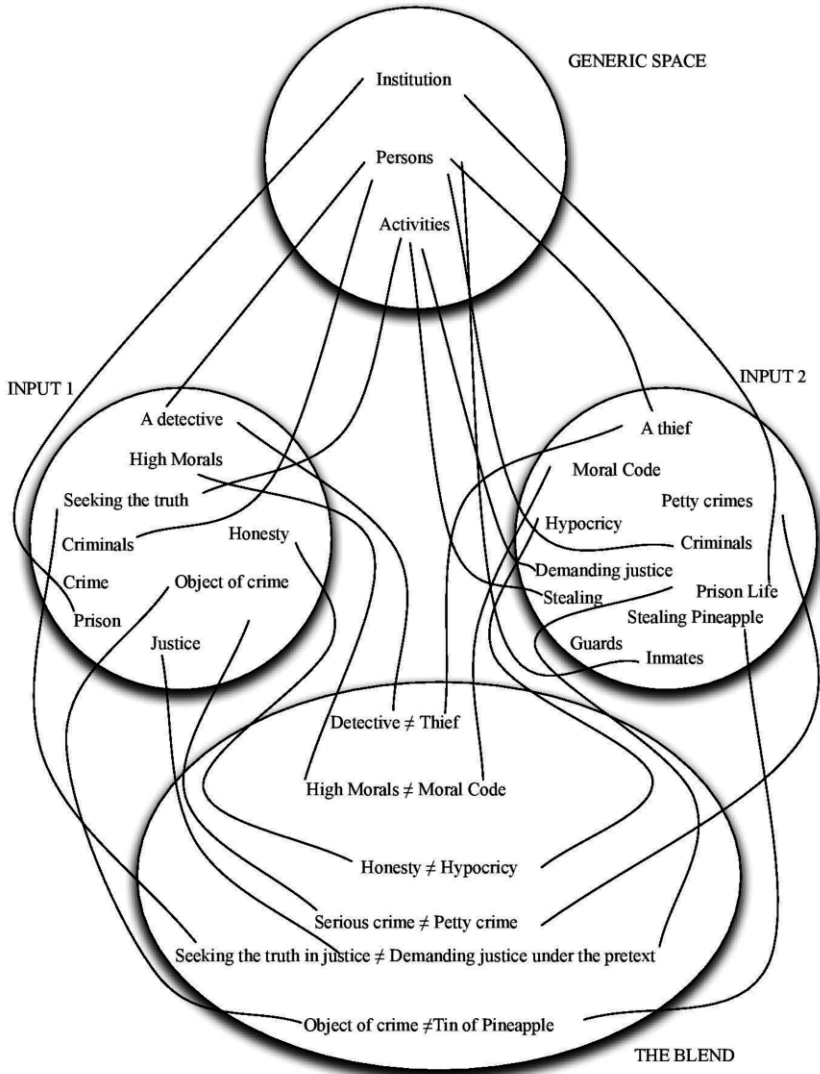 GENERIC SPACE
Institution
Persons
Activities
INPUT 1
A detective
High Morals
Seeking the truth
Honesty
Criminals
Crime
Object of crime
Prison
Justice
INPUT 2
A thief
Moral Code
Petty crimes
Hypocricy
Criminals
Demanding justice
Prison Life
Stealing
Stealing Pineapple
Guards
Inmates
Detective ≠ Thief
High Morals ≠ Moral Code
Honesty ≠ Hypocricy
Serious crime ≠ Petty crime
Seeking the truth in justice ≠ Demanding justice under the pretext
Object of crime ≠Tin of Pineapple
THE BLEND